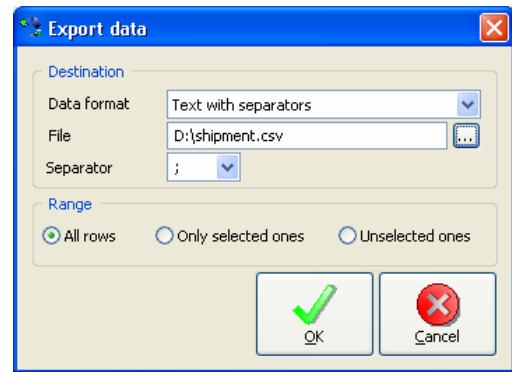 Export data
Destination
Data format Text with separators
File D:\shipment.csv ...
Separator ;
Range
All rows Only selected ones Unselected ones
OK Cancel